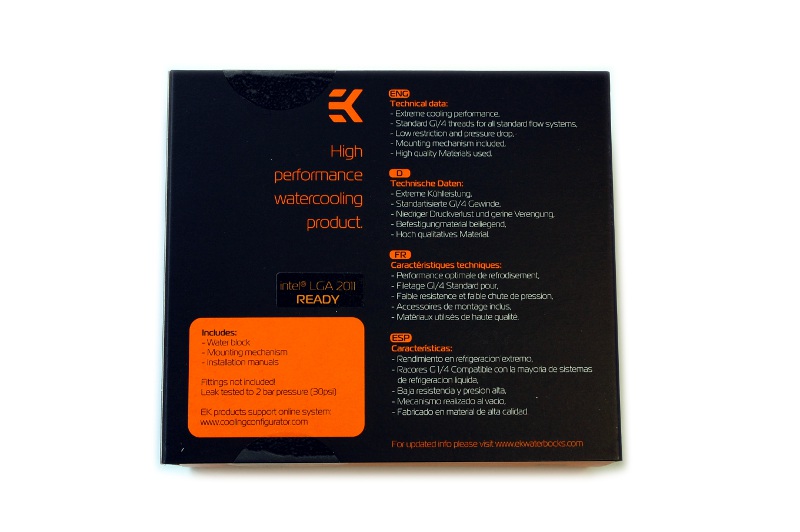 EK
High
performance
watercooling
product.
intel® LGA 2011
READY
Includes:
- Water block
- Mounting mechanism
- Installation manuals
Fittings not included!
Leak tested to 2 bar pressure (30psi)
EK products support online system:
www.coolingconfigurator.com
ENG
Technical data:
- Extreme cooling performance,
- Standard G1/4 threads for all standard flow systems,
- Low restriction and pressure drop,
- Mounting mechanism included,
- High quality Materials used.
D
Technische Daten:
- Extreme Kühlleistung,
- Standartisierte G1/4 Gewinde,
- Niedriger Druckverlust und gerine Verengung,
- Befestigungmaterial beiliegend,
- Hoch qualitatives Material.
FR
Caractéristiques techniques:
- Performance optimale de refrodisement,
- Filetage G1/4 Standard pour,
- Faible resistence et faible chute de pression,
- Accessoires de montage inclus,
- Matériaux utilisés de haute qualité.
ESP
Características:
- Rendimiento en refrigeracion extremo,
- Racores G 1/4 Compatible con la mayoria de sistemas
de refrigeracion liquida,
- Baja resistencia y presion alta,
- Mecanismo realizado al vacio,
- Fabricado en material de alta calidad.
For updated info please visit www.ekwaterbocks.com